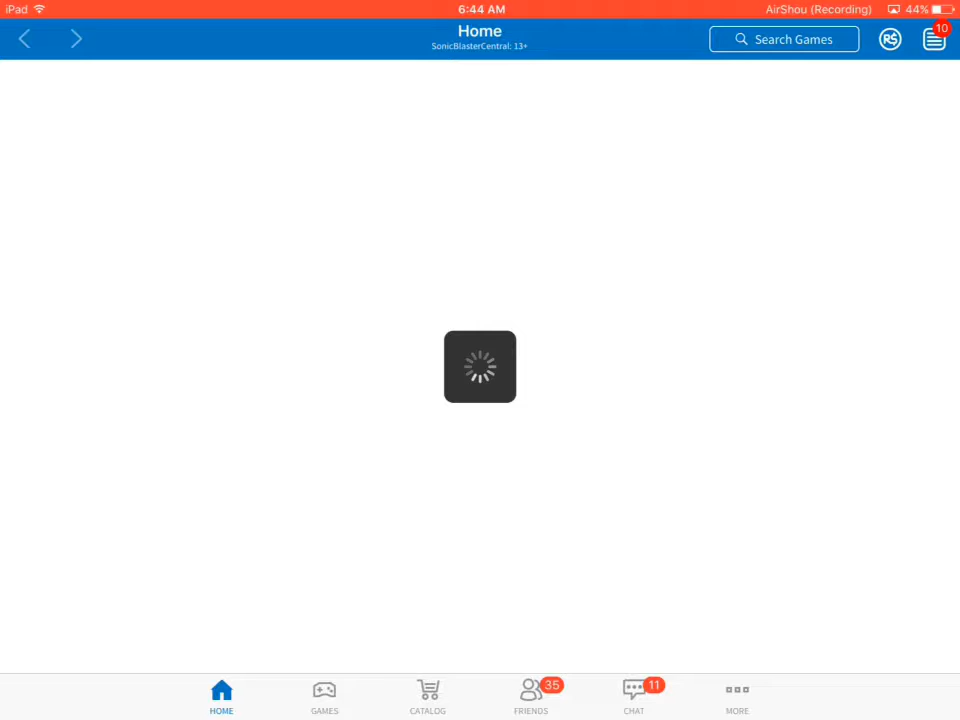 iPad 6:44 AM AirShou (Recording) 44%
Home
SonicBlasterCentral: 13+
Search Games
R$
10
35
11
HOME GAMES CATALOG FRIENDS CHAT MORE